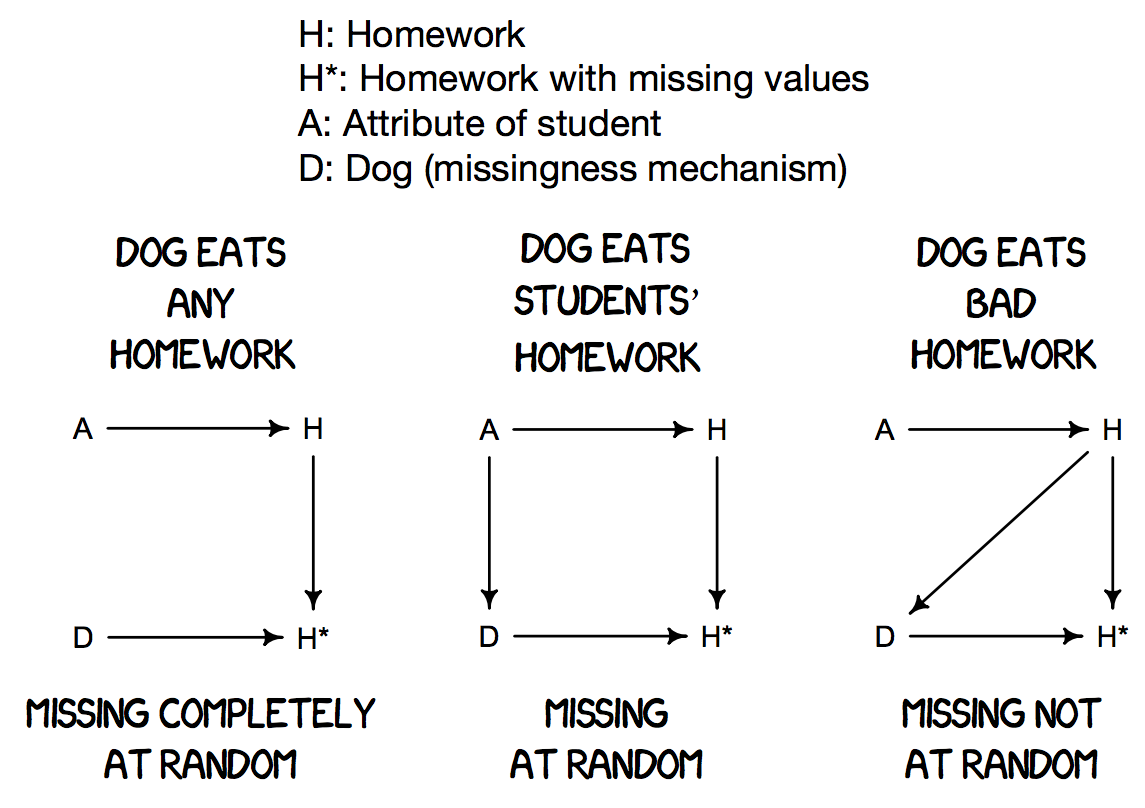 H: Homework
H*: Homework with missing values
A: Attribute of student
D: Dog (missingness mechanism)
DOG EATS
ANY
HOMEWORK
A
H
D
H*
MISSING COMPLETELY
AT RANDOM
DOG EATS
STUDENTS’
HOMEWORK
A
H
D
H*
MISSING
AT RANDOM
DOG EATS
BAD
HOMEWORK
A
H
D
H*
MISSING NOT
AT RANDOM